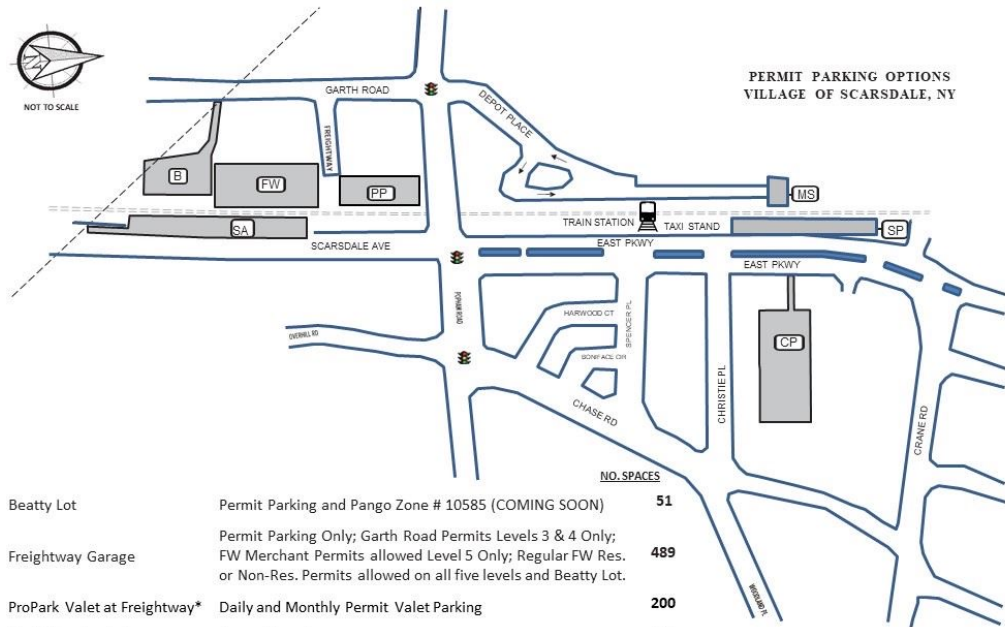 PERMIT PARKING OPTIONS
VILLAGE OF SCARSDALE, NY
N
NOT TO SCALE
GARTH ROAD
DEPOT PLACE
FREIGHTWAY
B
FW
PP
MS
SA
TRAIN STATION
TAXI STAND
SP
SCARSDALE AVE
EAST PKWY
EAST PKWY
POPHAM ROAD
HARWOOD CT
SPENCER PL
OVERHILL RD
BONIFACE CIR
CP
CHRISTIE PL
CHASE RD
CRANE RD
WOODLAND PL
NO. SPACES
Beatty Lot Permit Parking and Pango Zone # 10585 (COMING SOON) 51
Permit Parking Only; Garth Road Permits Levels 3 & 4 Only;
Freightway Garage FW Merchant Permits allowed Level 5 Only; Regular FW Res. 489
or Non-Res. Permits allowed on all five levels and Beatty Lot.
ProPark Valet at Freightway* Daily and Monthly Permit Valet Parking 200